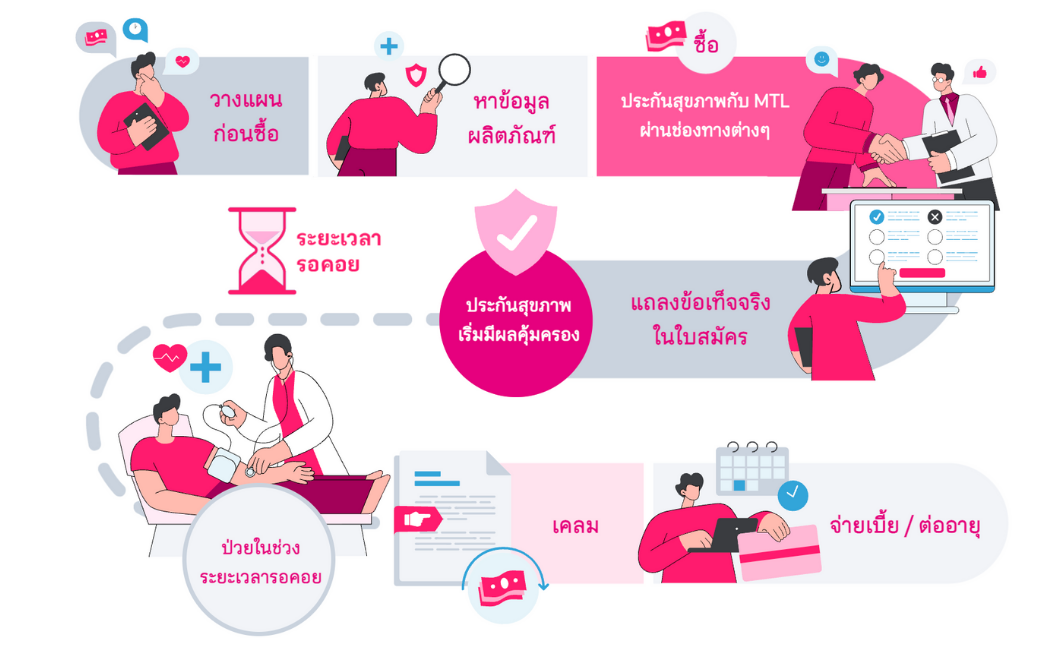 วางแผน
ก่อนซื้อ
หาข้อมูล
ผลิตภัณฑ์
ซื้อ
ประกันสุขภาพกับ MTL
ผ่านช่องทางต่างๆ
แถลงข้อเท็จจริง
ในใบสมัคร
ประกันสุขภาพ
เริ่มมีผลคุ้มครอง
ระยะเวลา
รอคอย
ป่วยในช่วง
ระยะเวลารอคอย
เคลม
จ่ายเบี้ย / ต่ออายุ